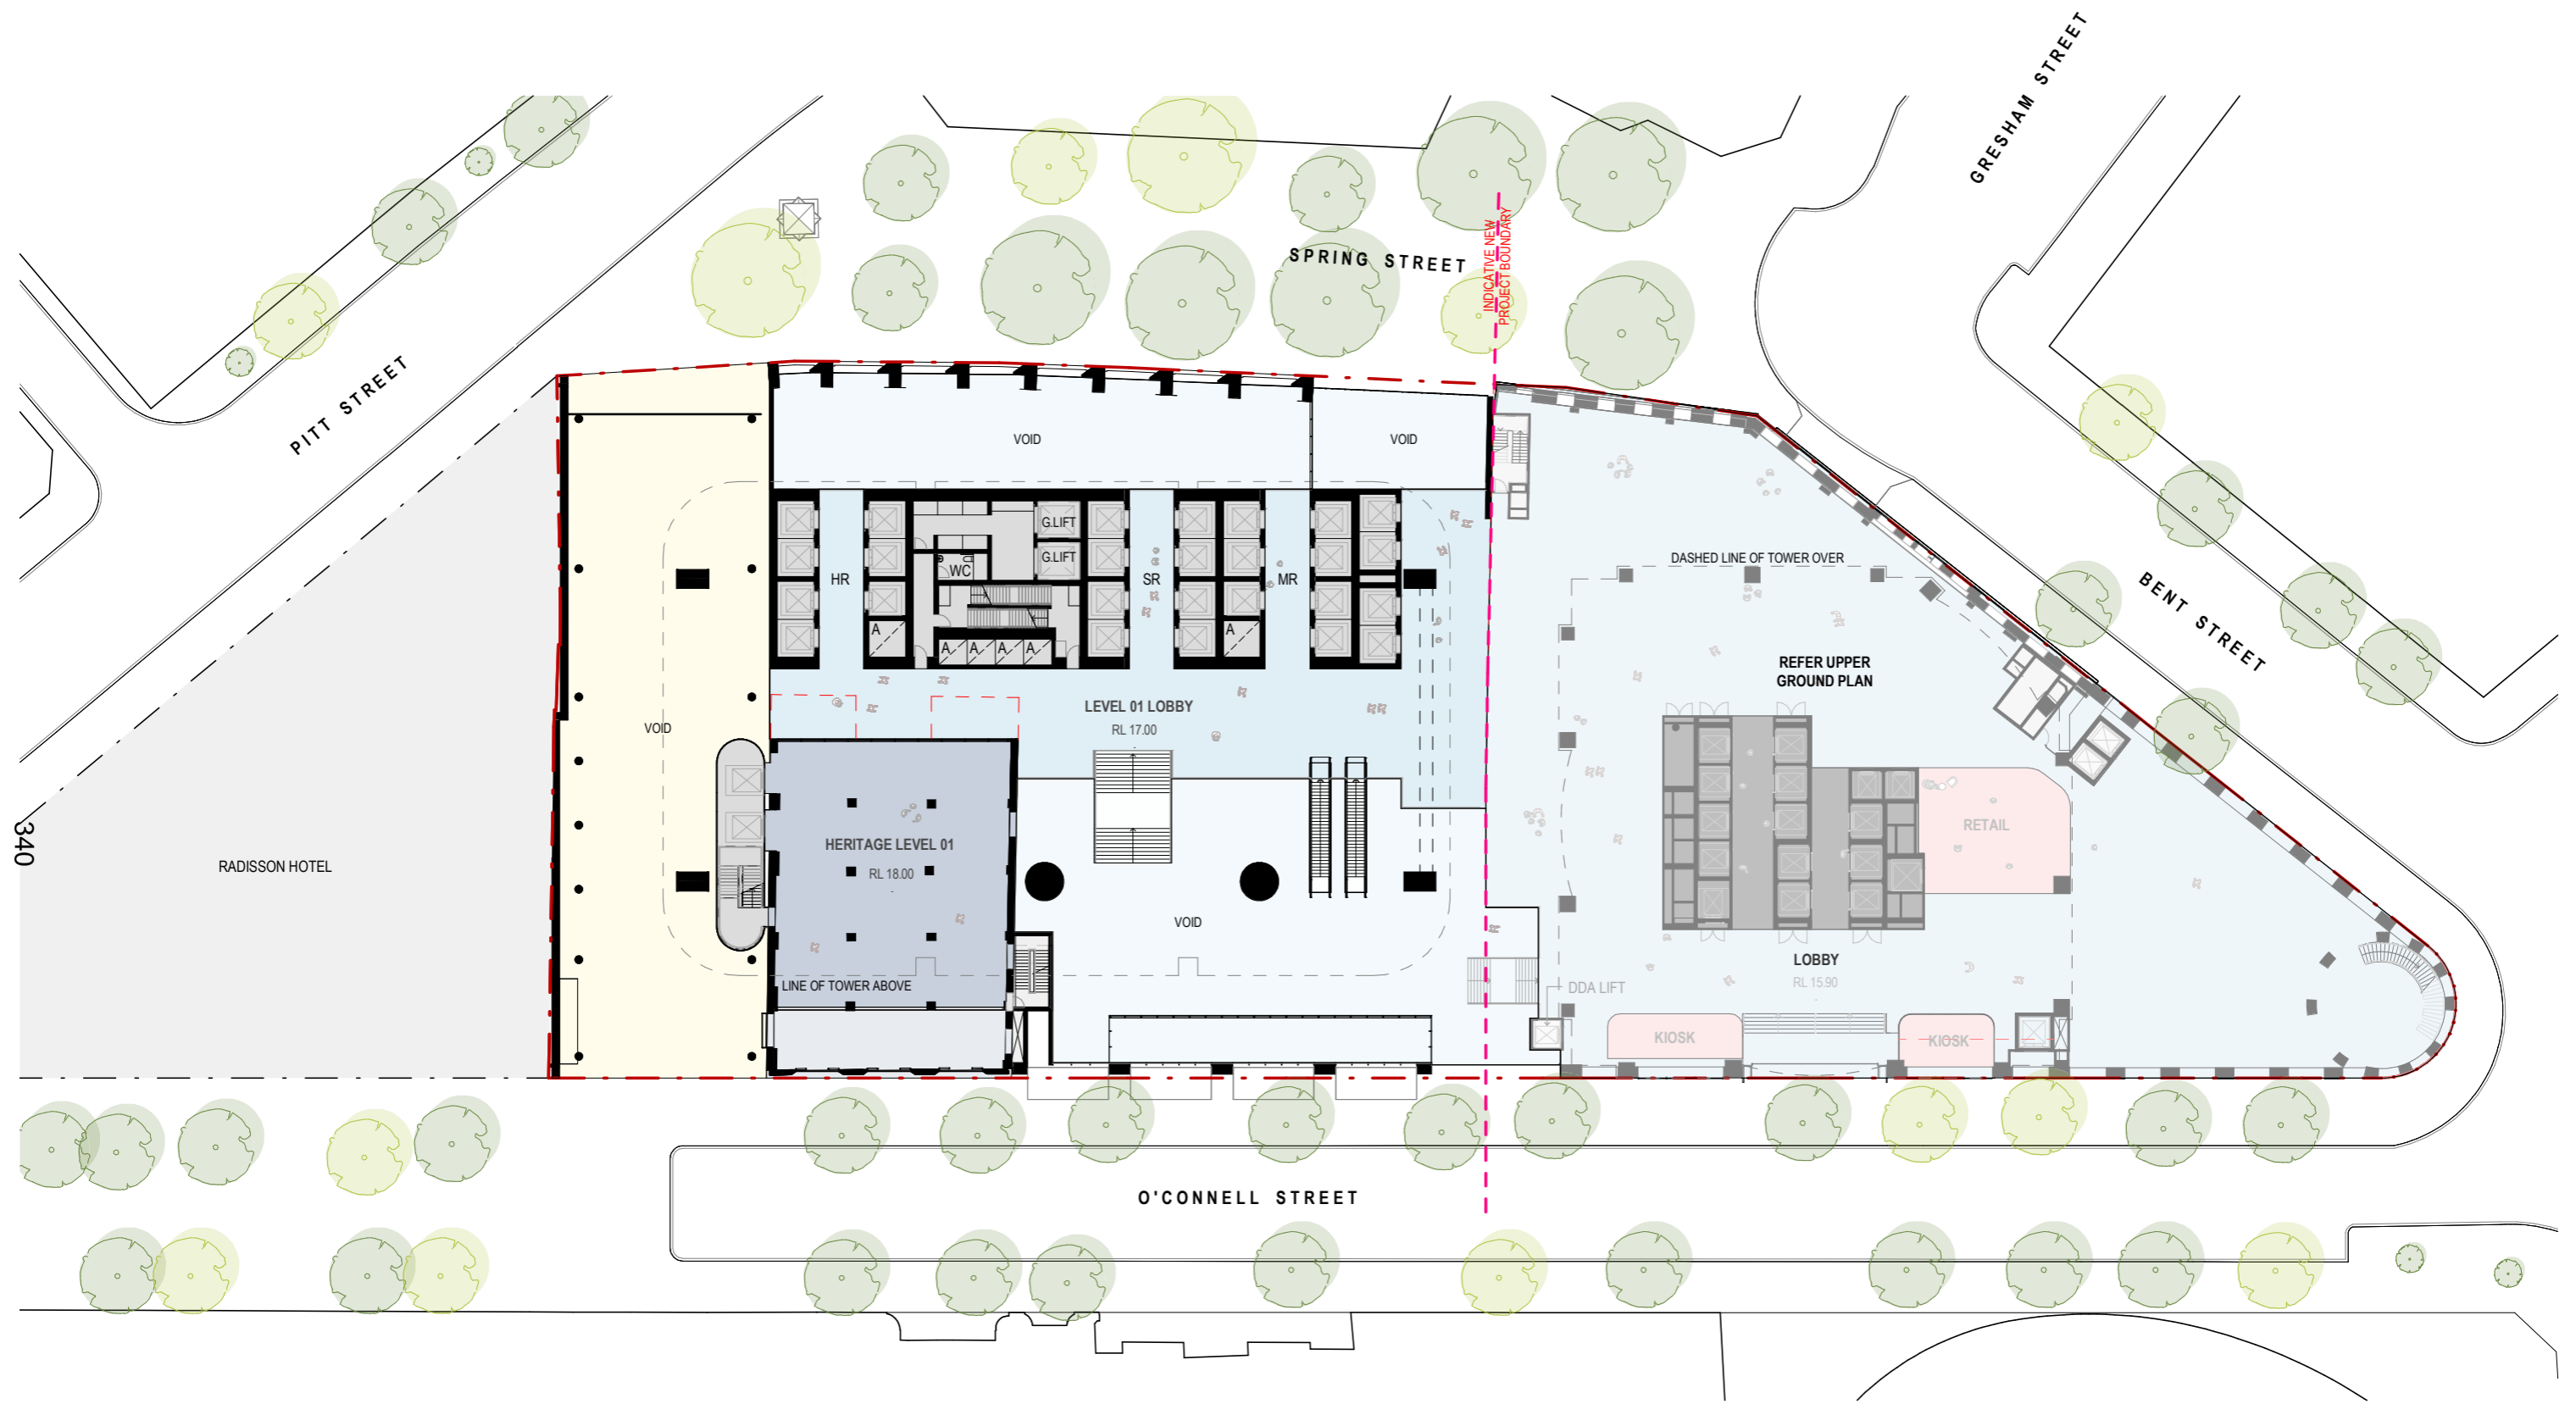 GRESHAM STREET
SPRING STREET
INDICATIVE NEW
PROJECT BOUNDARY
PITT STREET
VOID
VOID
G.LIFT
G.LIFT
WC
HR
SR
MR
A
A
A
A
A
A
DASHED LINE OF TOWER OVER
BENT STREET
REFER UPPER
GROUND PLAN
LEVEL 01 LOBBY
RL 17.00
VOID
340
RADISSON HOTEL
HERITAGE LEVEL 01
RL 18.00
RETAIL
VOID
LINE OF TOWER ABOVE
LOBBY
RL 15.90
DDA LIFT
KIOSK
KIOSK
O'CONNELL STREET